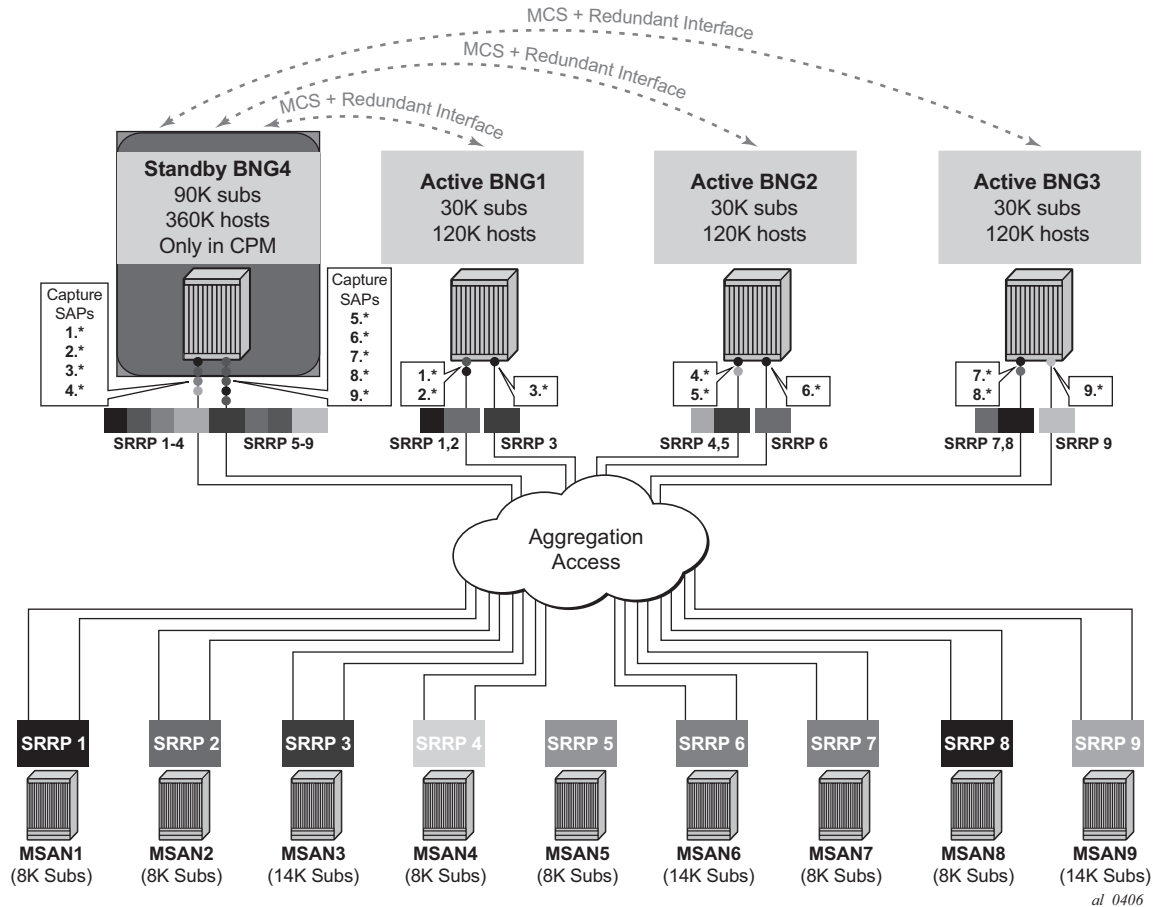 MCS + Redundant Interface
MCS + Redundant Interface
MCS + Redundant Interface
Standby BNG4
90K subs
360K hosts
Only in CPM
Active BNG1
30K subs
120K hosts
Active BNG2
30K subs
120K hosts
Active BNG3
30K subs
120K hosts
Capture
SAPs
1.*
2.*
3.*
4.*
Capture
SAPs
5.*
6.*
7.*
8.*
9.*
1.*
2.*
3.*
4.*
5.*
6.*
7.*
8.*
9.*
SRRP 1-4
SRRP 5-9
SRRP 1,2
SRRP 3
SRRP 4,5
SRRP 6
SRRP 7,8
SRRP 9
Aggregation
Access
SRRP 1
SRRP 2
SRRP 3
SRRP 4
SRRP 5
SRRP 6
SRRP 7
SRRP 8
SRRP 9
MSAN1
(8K Subs)
MSAN2
(8K Subs)
MSAN3
(14K Subs)
MSAN4
(8K Subs)
MSAN5
(8K Subs)
MSAN6
(14K Subs)
MSAN7
(8K Subs)
MSAN8
(8K Subs)
MSAN9
(14K Subs)
al_0406